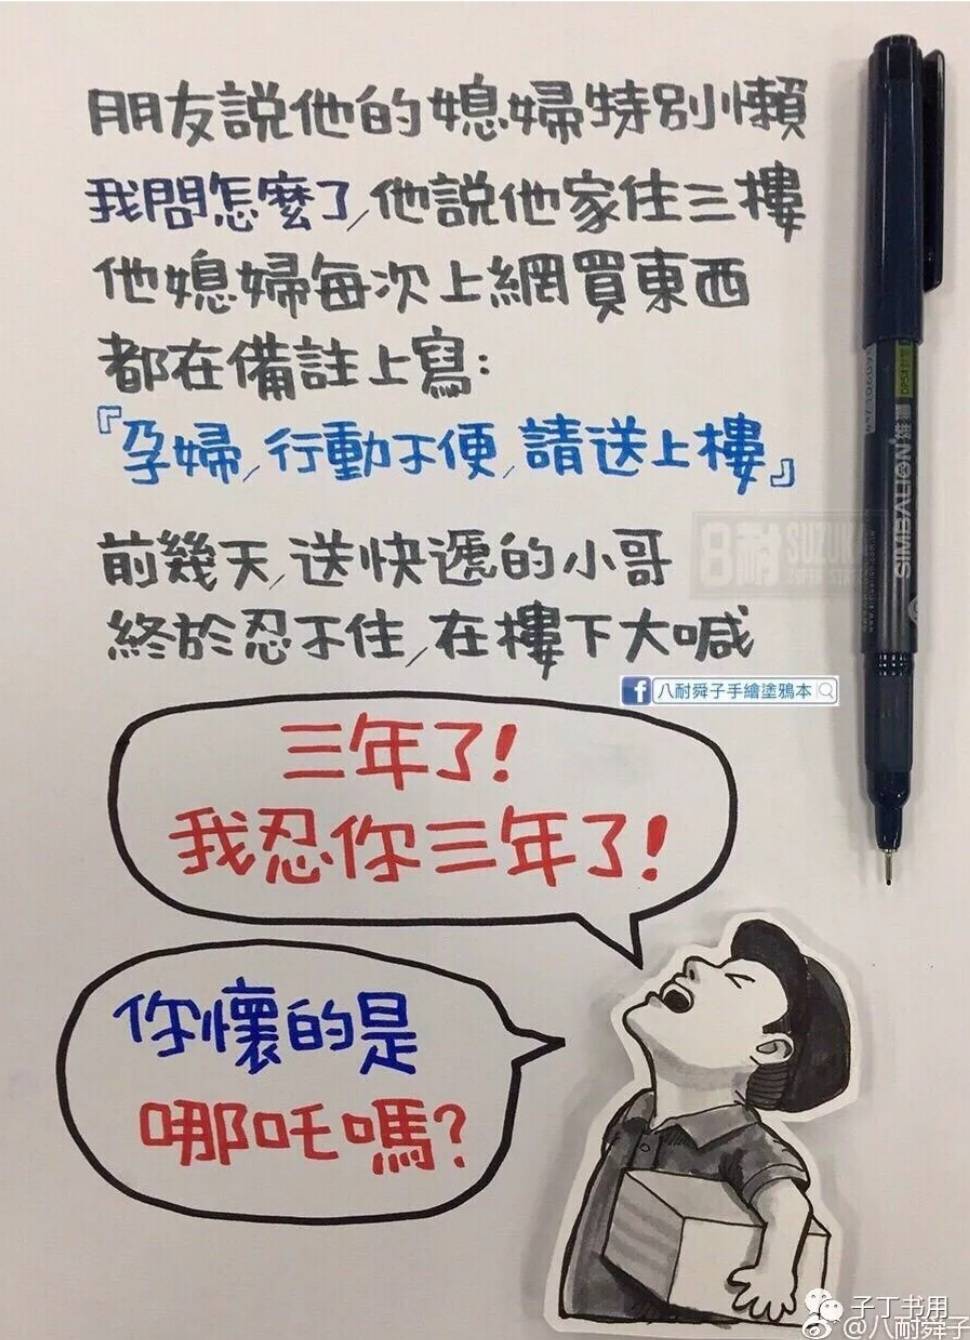 朋友説他的媳婦特別懶
我問怎麼了,他説他家住三樓
他媳婦每次上網買東西
都在備註上寫:
『孕婦,行動不便,請送上樓』
前幾天,送快遞的小哥
終於忍不住,在樓下大喊
八耐舜子手繪塗鴉本
三年了!
我忍你三年了!
你懷的是
哪吒嗎?
8耐 SUZUK
SIMBALION 雄獅
子丁书用
@八耐舜子